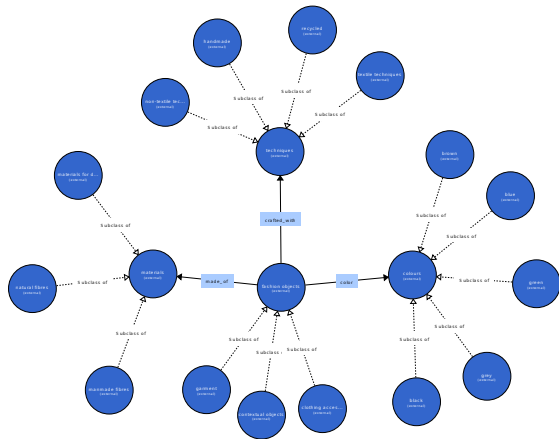 recycled
(external)
handmade
(external)
textile techniques
(external)
non-textile tec...
(external)
Subclass of
Subclass of
Subclass of
Subclass of
techniques
(external)
brown
(external)
materials for d...
(external)
blue
(external)
crafted_with
Subclass of
Subclass of
Subclass of
materials
(external)
colours
(external)
green
(external)
natural fibres
(external)
Subclass of
made_of
fashion objects
(external)
color
Subclass of
Subclass of
Subclass of
Subclass of
Subclass of
Subclass
Subclass of
grey
(external)
manmade fibres
(external)
garment
(external)
black
(external)
contextual objects
(external)
clothing acces...
(external)